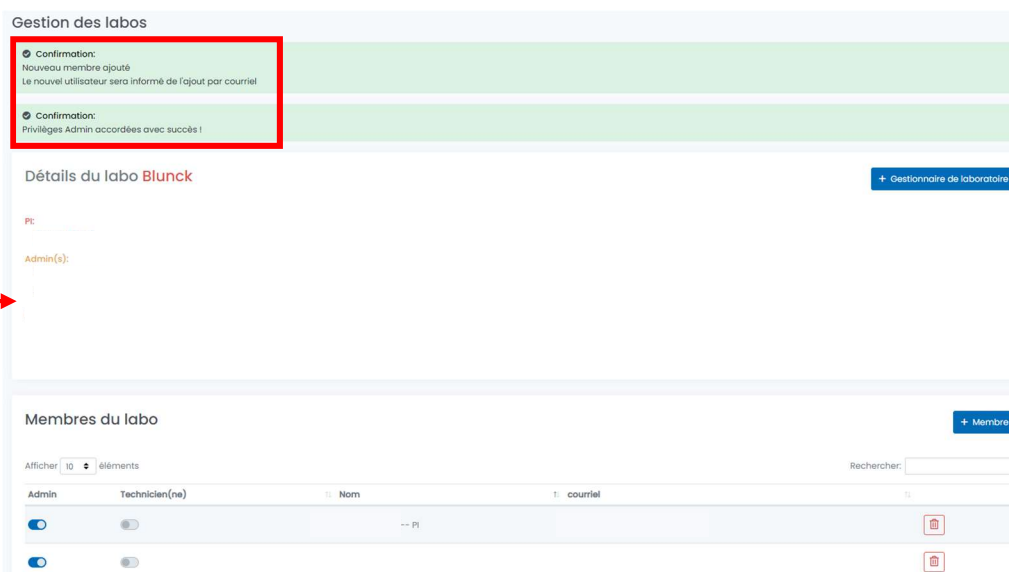 Gestion des labos
Confirmation:
Nouveau membre ajouté
Le nouvel utilisateur sera informé de l'ajout par courriel
Confirmation:
Privilèges Admin accordées avec succès !
Détails du labo Blunck
+ Gestionnaire de laboratoire
PI:
Admin(s):
Membres du labo
+ Membre
Afficher 10 éléments
Rechercher:
Admin Technicien(ne) Nom courriel
-- PI